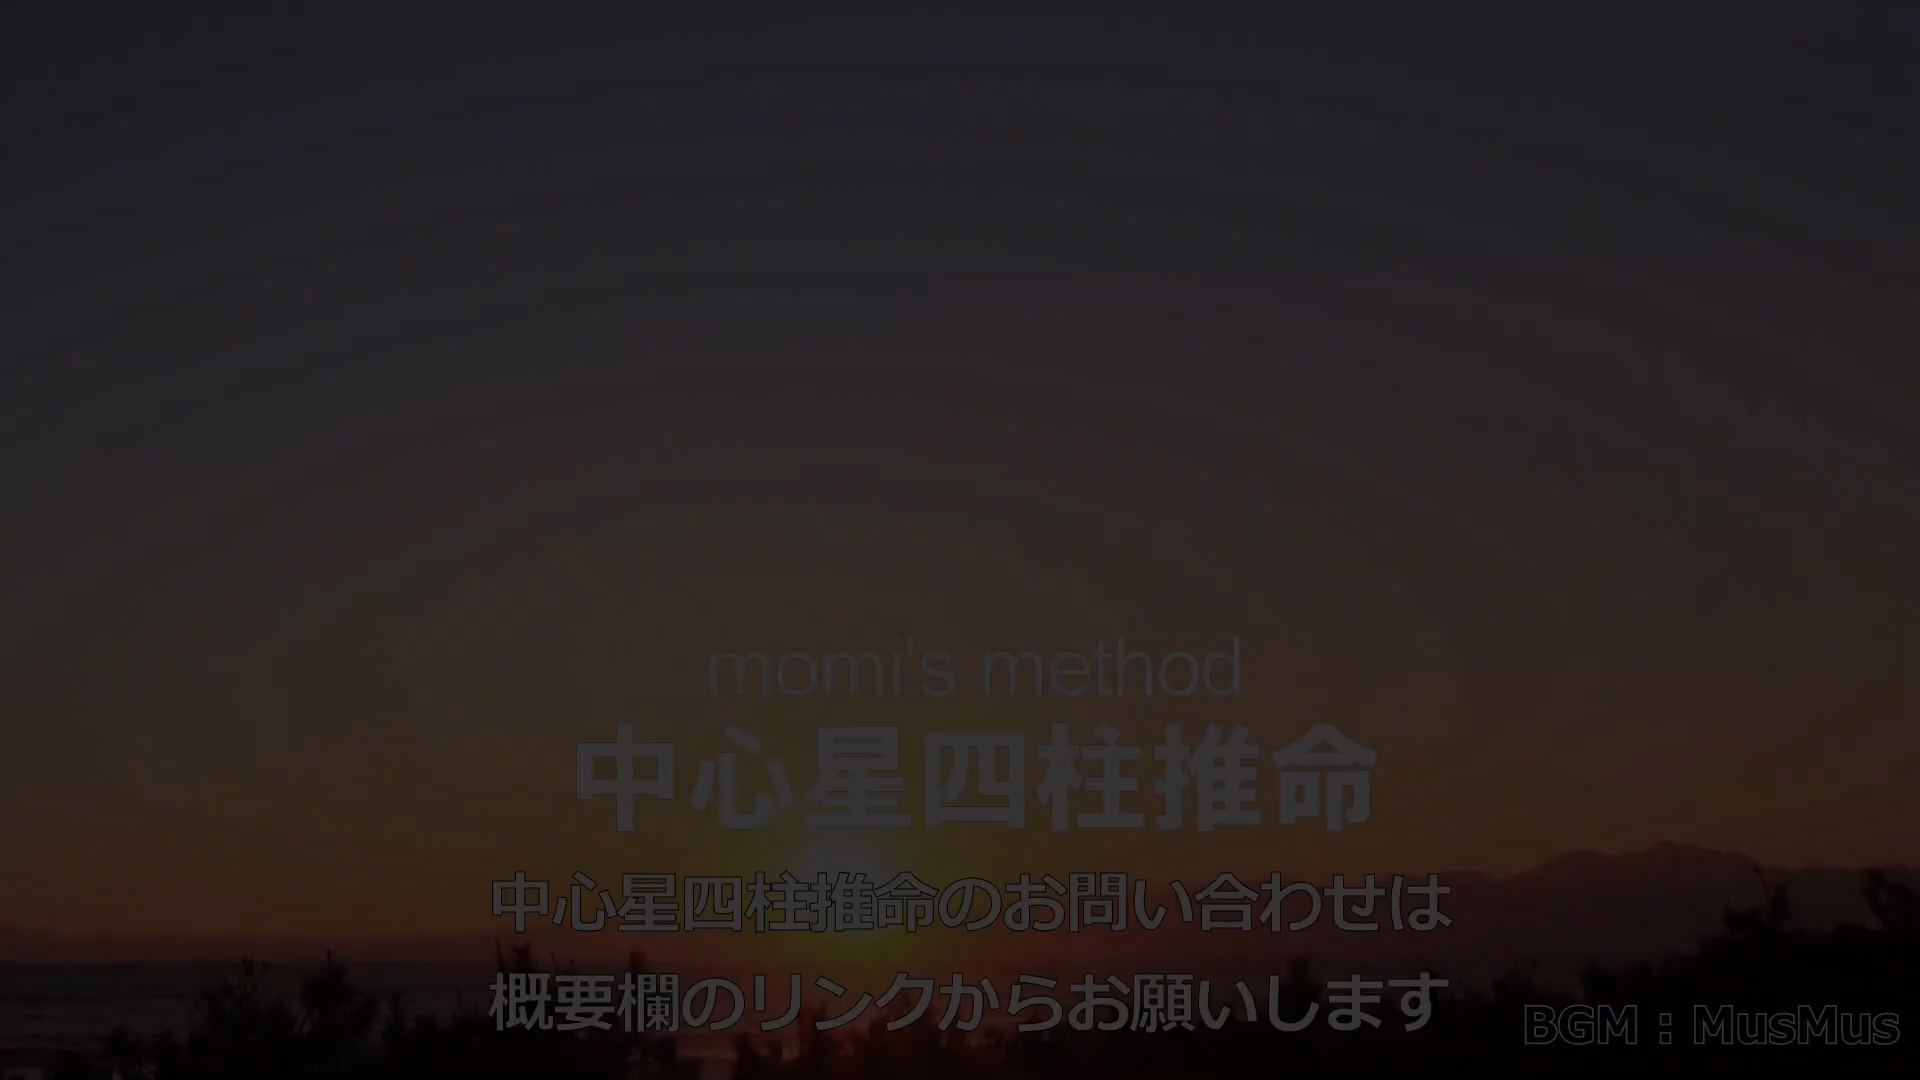 momi's method
中心星四柱推命
中心星四柱推命のお問い合わせは
概要欄のリンクからお願いします
BGM：MusMus